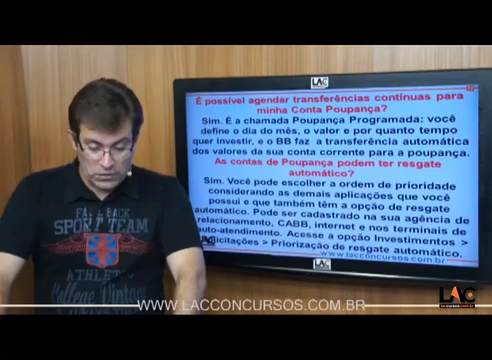 LAC
É possível agendar transferências contínuas para
minha Conta Poupança?
Sim. É a chamada Poupança Programada: você
define o dia do mês, o valor e por quanto tempo
quer investir, e o BB faz a transferência automática
dos valores da sua conta corrente para a poupança.
As contas de Poupança podem ter resgate
automático?
Sim. Você pode escolher a ordem de prioridade
considerando as demais aplicações que você
possui e que também têm a opção de resgate
automático. Pode ser cadastrado na sua agência de
relacionamento, CABB, internet e nos terminais de
auto-atendimento. Acesse a opção Investimentos >
Solicitações > Priorização de resgate automático.
www.lacconcursos.com.br
LAC
FALL BACK
SPORT TEAM
ATHLETIC
College
WWW.LACCONCURSOS.COM.BR
LAC